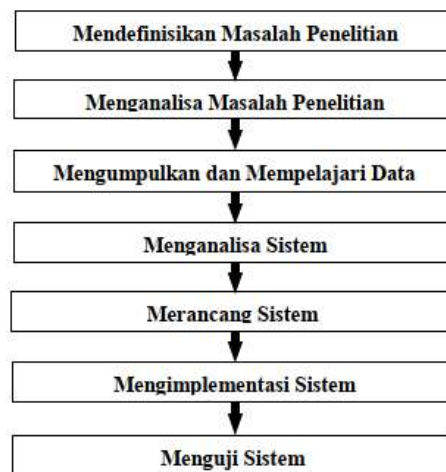 Mendefinisikan Masalah Penelitian
Menganalisa Masalah Penelitian
Mengumpulkan dan Mempelajari Data
Menganalisa Sistem
Merancang Sistem
Mengimplementasi Sistem
Menguji Sistem